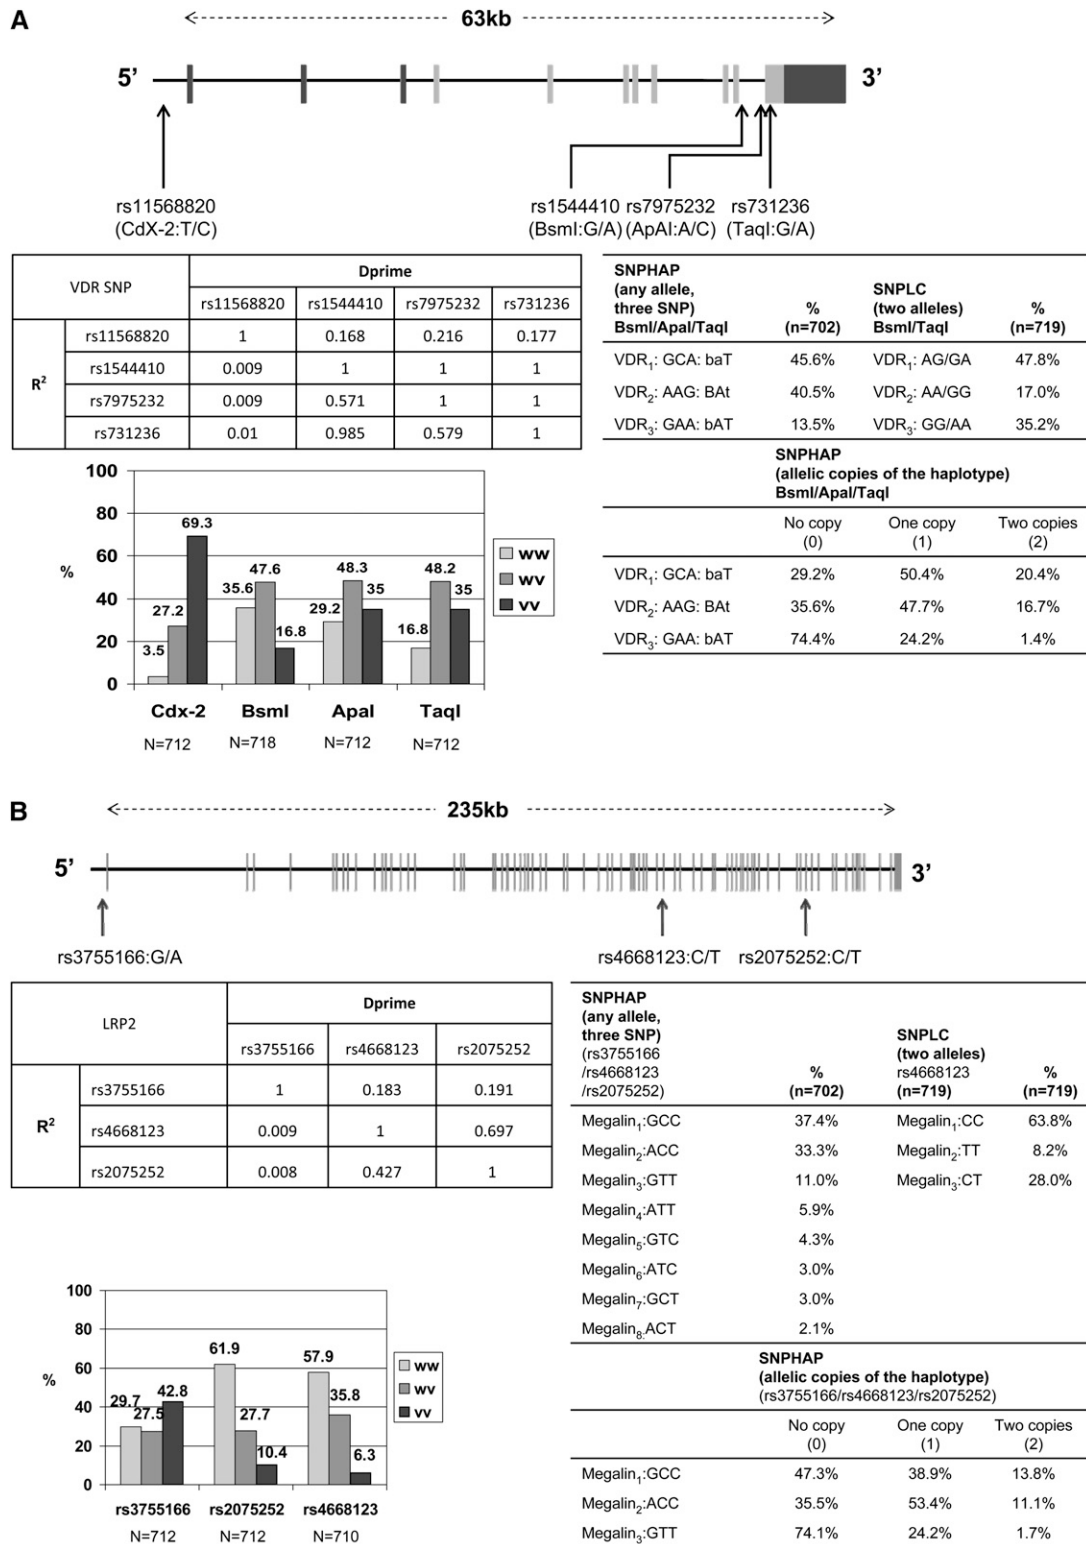 A
63kb
5’ 3’
rs11568820 rs1544410 rs7975232 rs731236
(CdX-2:T/C) (BsmI:G/A) (ApAI:A/C) (TaqI:G/A)
VDR SNP Dprime
rs11568820 rs1544410 rs7975232 rs731236
R2
rs11568820 1 0.168 0.216 0.177
rs1544410 0.009 1 1 1
rs7975232 0.009 0.571 1 1
rs731236 0.01 0.985 0.579 1
SNPHAP
(any allele, SNPLC
three SNP) % (two alleles) %
BsmI/ApaI/TaqI (n=702) BsmI/TaqI (n=719)
VDR1: GCA: baT 45.6% VDR1: AG/GA 47.8%
VDR2: AAG: BAt 40.5% VDR2: AA/GG 17.0%
VDR3: GAA: bAT 13.5% VDR3: GG/AA 35.2%
SNPHAP
(allelic copies of the haplotype)
BsmI/ApaI/TaqI
No copy One copy Two copies
(0) (1) (2)
VDR1: GCA: baT 29.2% 50.4% 20.4%
VDR2: AAG: BAt 35.6% 47.7% 16.7%
VDR3: GAA: bAT 74.4% 24.2% 1.4%
100
80
60
40
20
0
%
3.5 27.2 69.3
35.6 47.6 16.8
29.2 48.3 35
16.8 48.2 35
ww
wv
vv
Cdx-2 BsmI ApaI TaqI
N=712 N=718 N=712 N=712
B
235kb
5’ 3’
rs3755166:G/A rs4668123:C/T rs2075252:C/T
LRP2 Dprime
rs3755166 rs4668123 rs2075252
R2
rs3755166 1 0.183 0.191
rs4668123 0.009 1 0.697
rs2075252 0.008 0.427 1
SNPHAP
(any allele,
three SNP) SNPLC
(rs3755166 (two alleles)
/rs4668123 % rs4668123 %
/rs2075252) (n=702) (n=719) (n=719)
Megalin1:GCC 37.4% Megalin1:CC 63.8%
Megalin2:ACC 33.3% Megalin2:TT 8.2%
Megalin3:GTT 11.0% Megalin3:CT 28.0%
Megalin4:ATT 5.9%
Megalin5:GTC 4.3%
Megalin6:ATC 3.0%
Megalin7:GCT 3.0%
Megalin8:ACT 2.1%
SNPHAP
(allelic copies of the haplotype)
(rs3755166/rs4668123/rs2075252)
No copy One copy Two copies
(0) (1) (2)
Megalin1:GCC 47.3% 38.9% 13.8%
Megalin2:ACC 35.5% 53.4% 11.1%
Megalin3:GTT 74.1% 24.2% 1.7%
100
80
60
40
20
0
%
29.7 27.5 42.8
61.9 27.7 10.4
57.9 35.8 6.3
ww
wv
vv
rs3755166 rs2075252 rs4668123
N=712 N=712 N=710